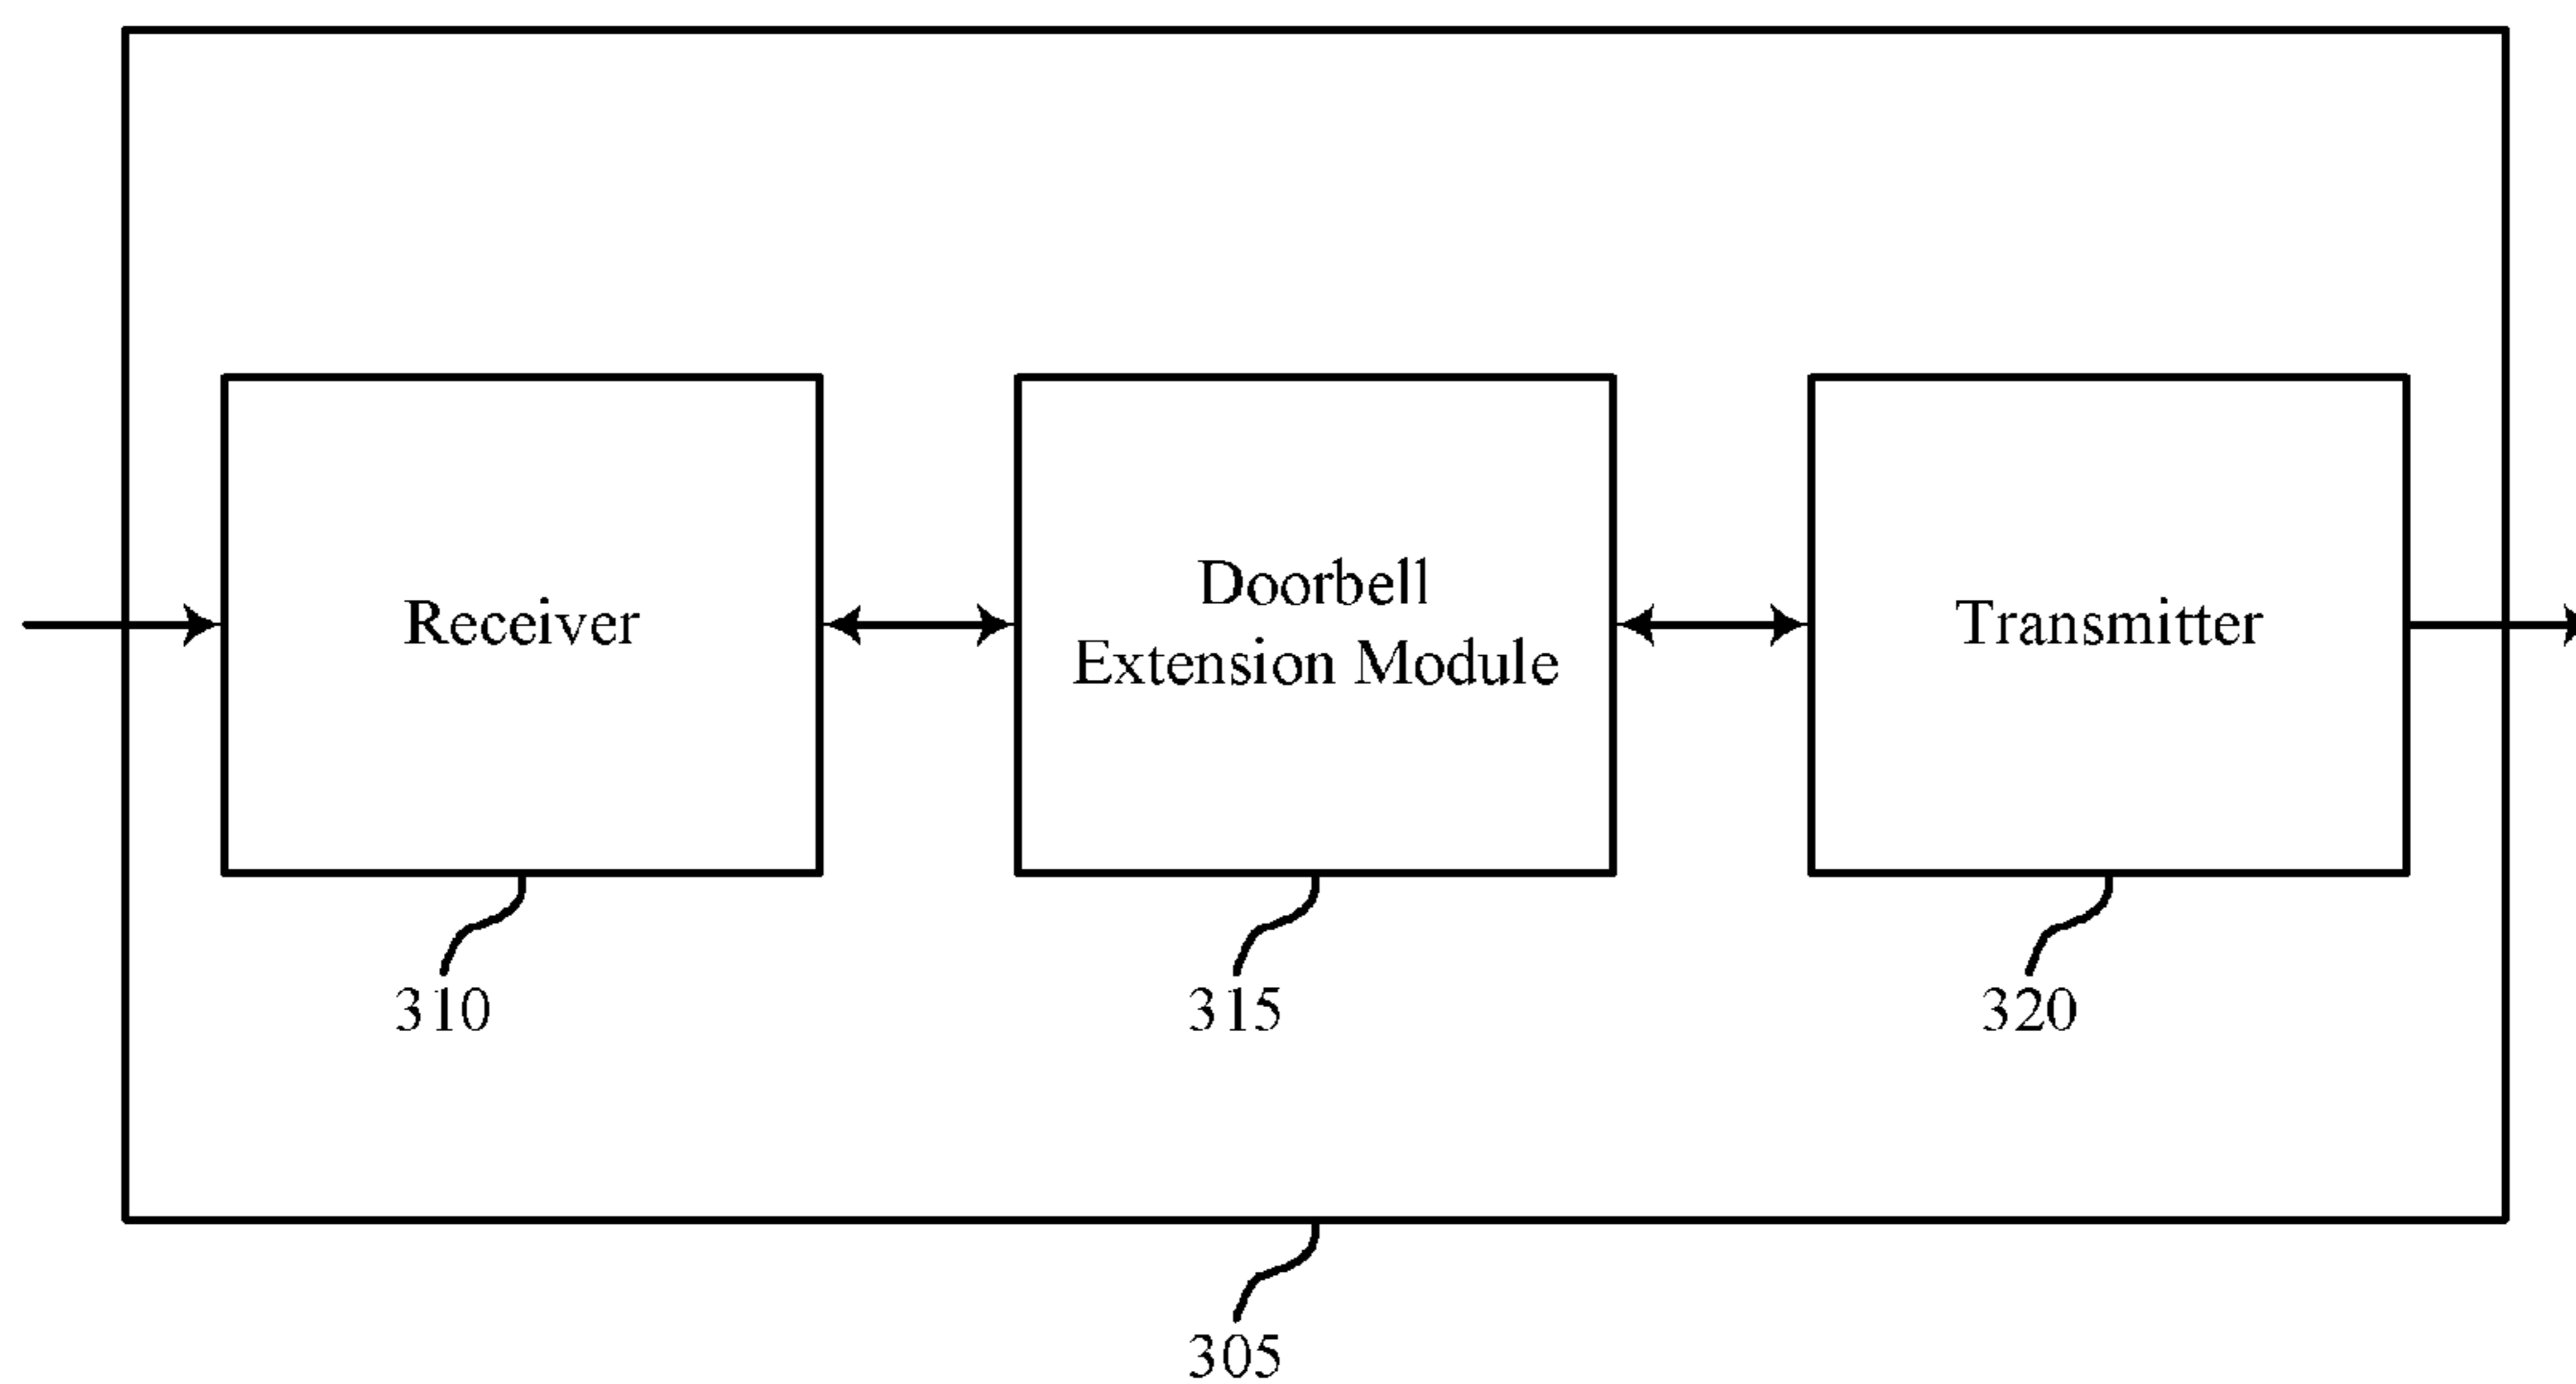 Receiver
Doorbell
Extension Module
Transmitter
310
315
320
305